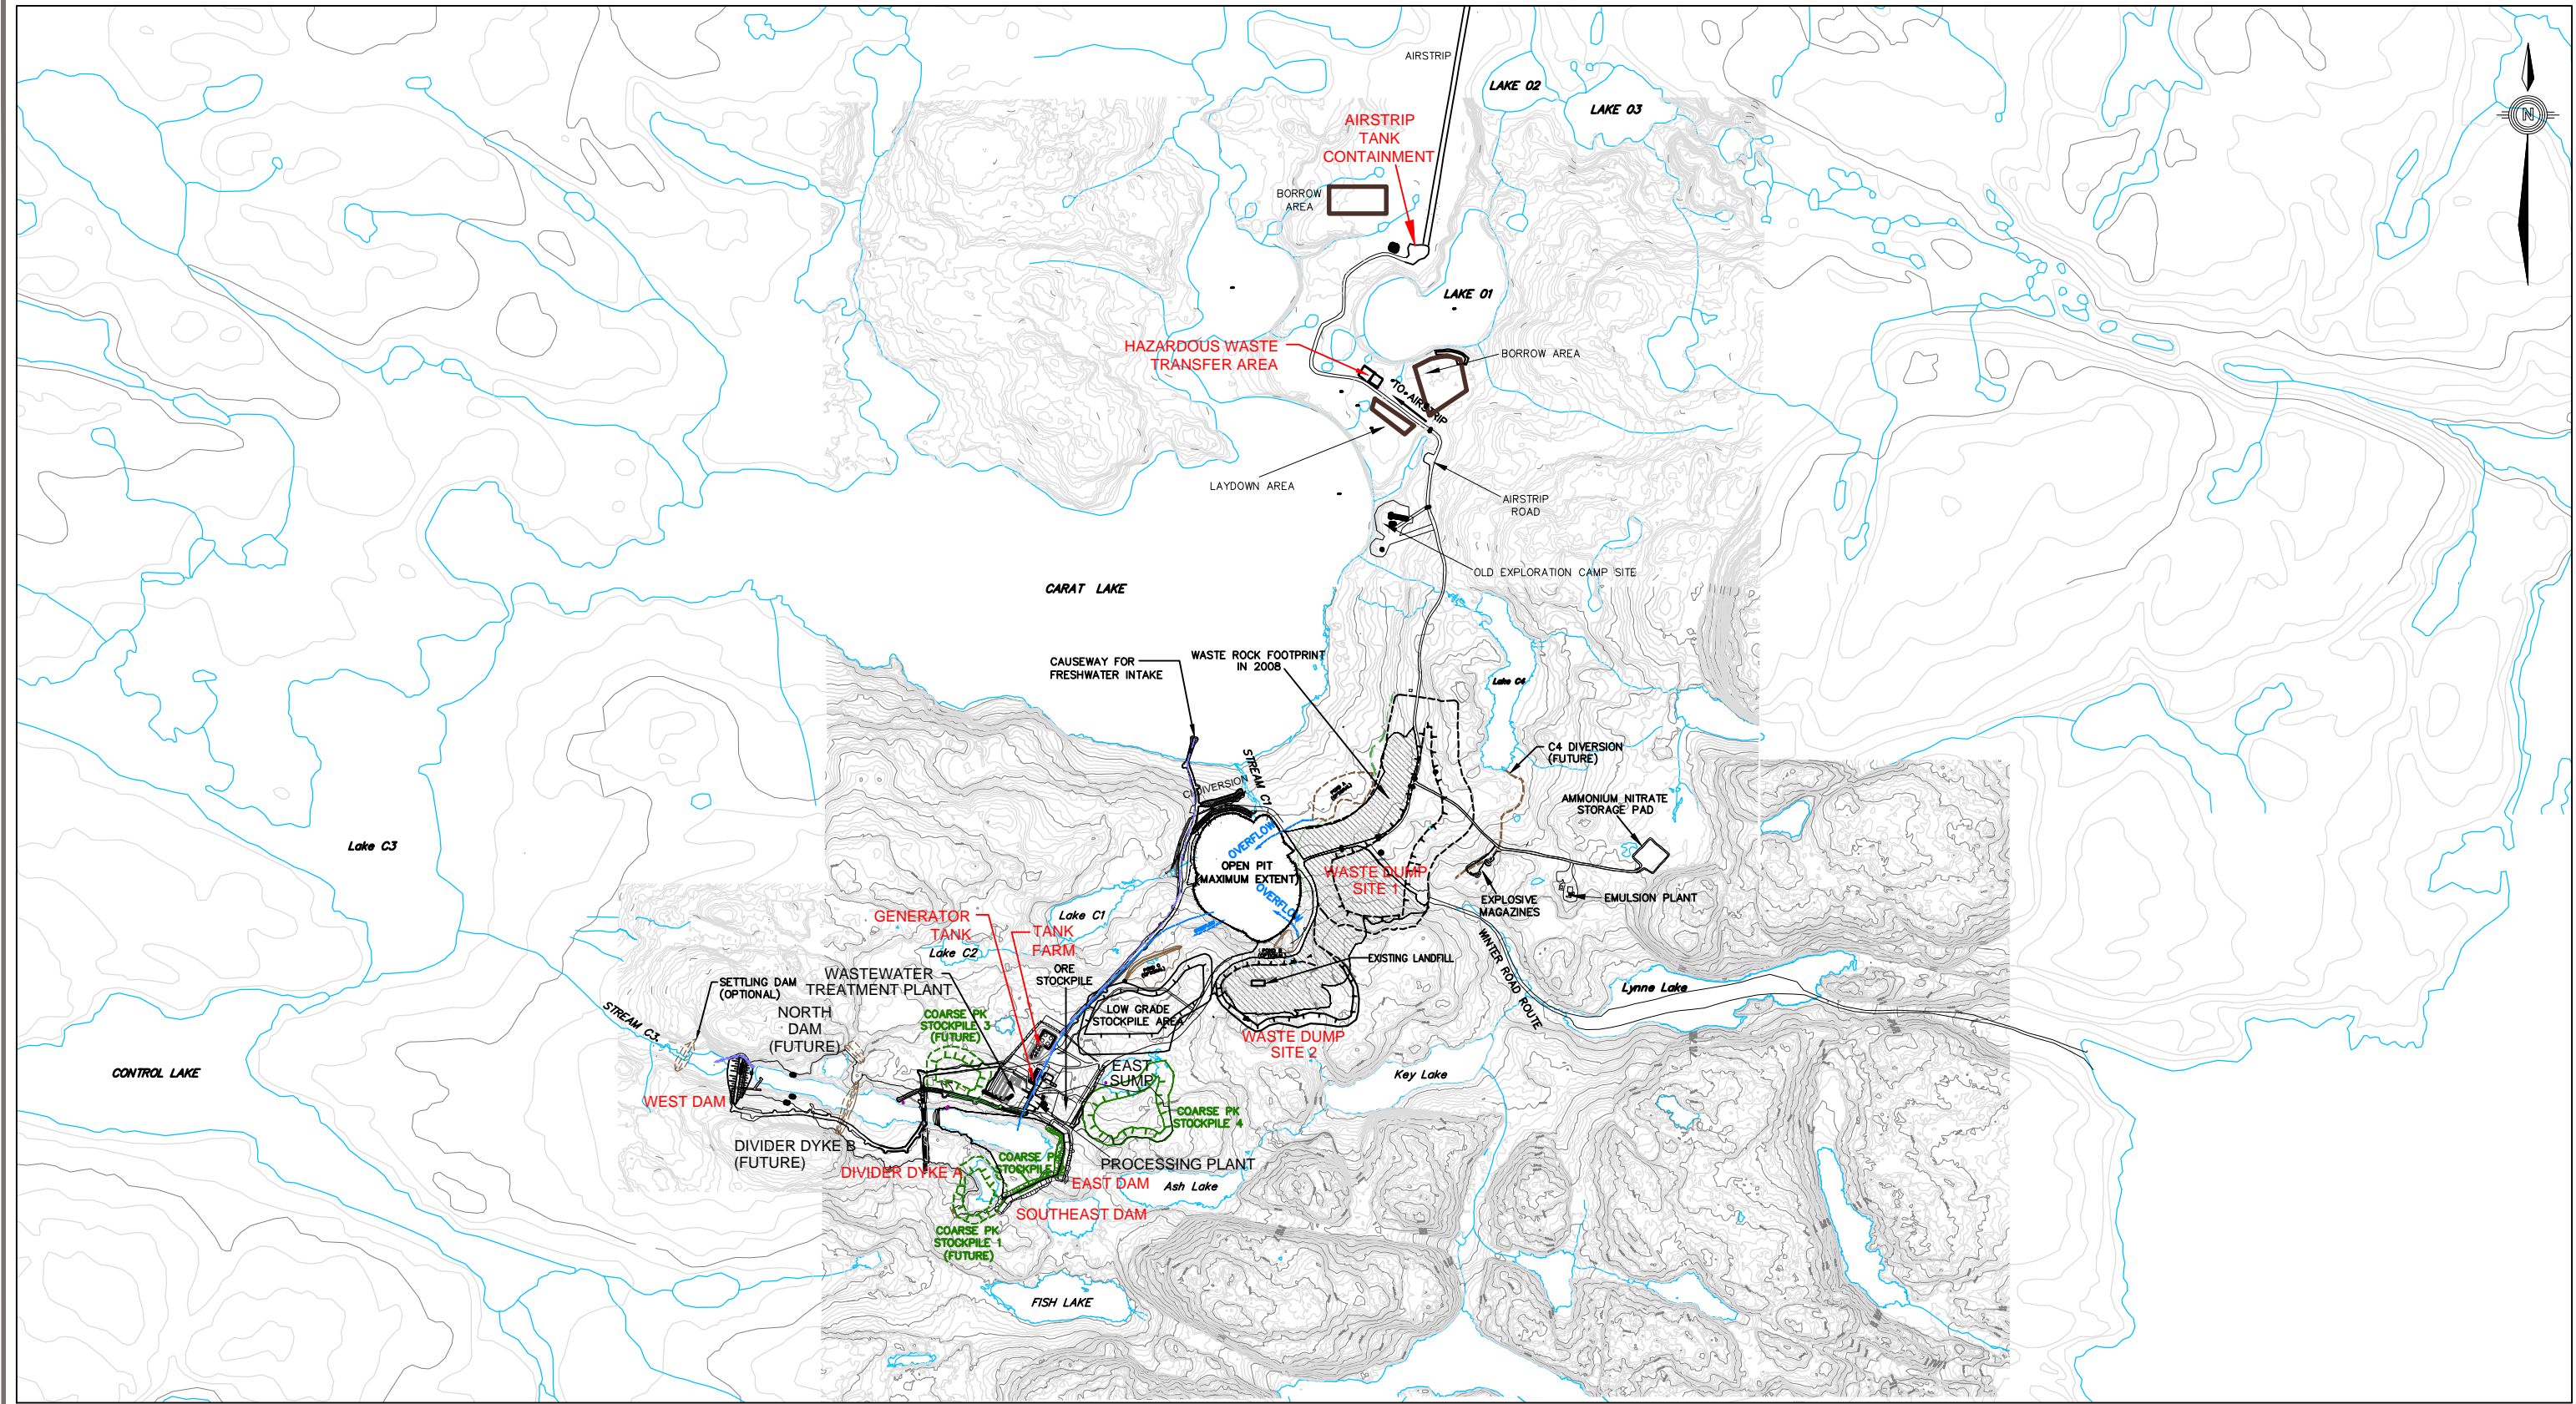 AIRSTRIP
LAKE O2
LAKE O3
N
AIRSTRIP
TANK
CONTAINMENT
BORROW
AREA
LAKE O1
HAZARDOUS WASTE
TRANSFER AREA
BORROW AREA
TO AIRSTRIP
LAYDOWN AREA
AIRSTRIP
ROAD
OLD EXPLORATION CAMP SITE
CARAT LAKE
CAUSEWAY FOR
FRESHWATER INTAKE
WASTE ROCK FOOTPRINT
IN 2008
Lake C4
STREAM C1
C4 DIVERSION
(FUTURE)
C1 DIVERSION
AMMONIUM NITRATE
STORAGE PAD
Lake C3
OVERFLOW
OPEN PIT
(MAXIMUM EXTENT)
WASTE DUMP
SITE 1
OVERFLOW
EXPLOSIVE
MAGAZINES
EMULSION PLANT
GENERATOR
TANK
Lake C1
TANK
FARM
WINTER ROAD ROUTE
Lake C2
EXISTING LANDFILL
ORE
STOCKPILE
WASTEWATER
TREATMENT PLANT
SETTLING DAM
(OPTIONAL)
Lynne Lake
STREAM C3
NORTH
DAM
(FUTURE)
COARSE PK
STOCKPILE 3
(FUTURE)
LOW GRADE
STOCKPILE AREA
WASTE DUMP
SITE 2
CONTROL LAKE
EAST
SUMP
Key Lake
WEST DAM
COARSE PK
STOCKPILE 4
DIVIDER DYKE B
(FUTURE)
COARSE PK
STOCKPILE
PROCESSING PLANT
DIVIDER DYKE A
EAST DAM
Ash Lake
SOUTHEAST DAM
COARSE PK
STOCKPILE 1
(FUTURE)
FISH LAKE